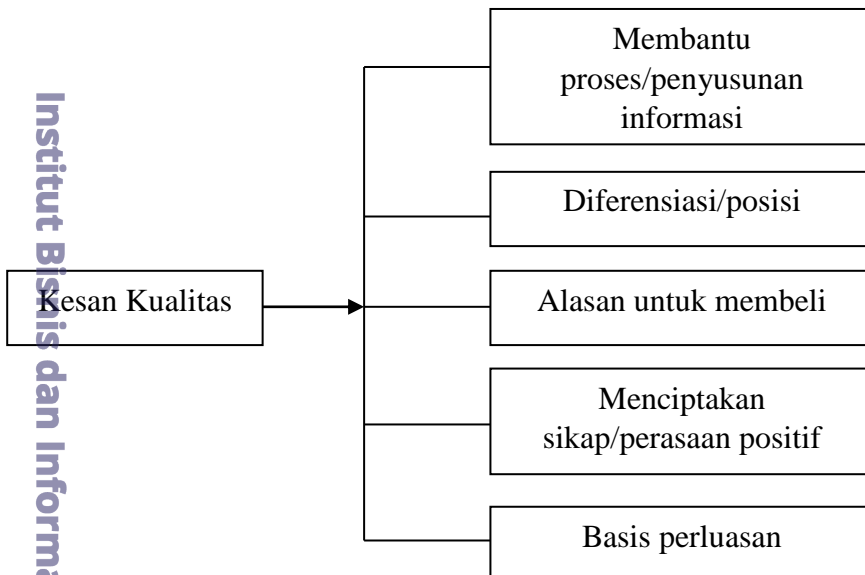 Membantu
proses/penyusunan
informasi
Diferensiasi/posisi
Kesan Kualitas
Alasan untuk membeli
Menciptakan
sikap/perasaan positif
Basis perluasan
Institut Bisnis dan